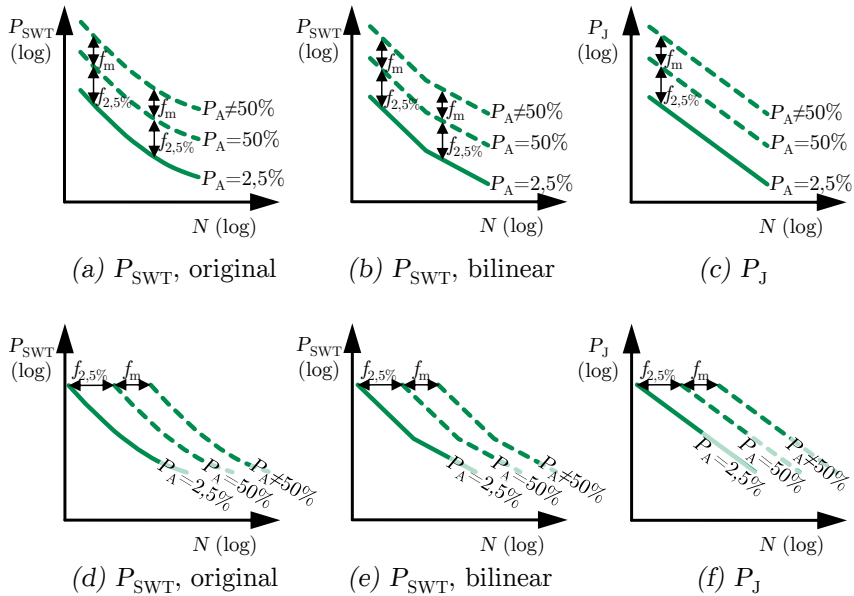 P_SWT
(log)
f_m
f_2,5%
f_m
f_2,5%
P_A≠50%
P_A=50%
P_A=2,5%
N (log)
(a) P_SWT, original
P_SWT
(log)
f_m
f_2,5%
f_m
f_2,5%
P_A≠50%
P_A=50%
P_A=2,5%
N (log)
(b) P_SWT, bilinear
P_J
(log)
f_m
f_2,5%
P_A≠50%
P_A=50%
P_A=2,5%
N (log)
(c) P_J
P_SWT
(log)
f_2,5%
f_m
P_A=2,5%
P_A=50%
P_A≠50%
N (log)
(d) P_SWT, original
P_SWT
(log)
f_2,5%
f_m
P_A=2,5%
P_A=50%
P_A≠50%
N (log)
(e) P_SWT, bilinear
P_J
(log)
f_2,5%
f_m
P_A=2,5%
P_A=50%
P_A≠50%
N (log)
(f) P_J